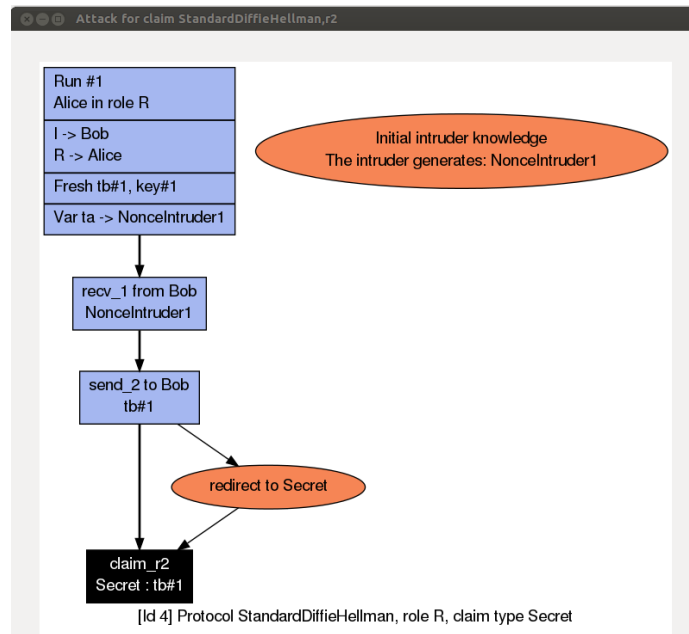 Attack for claim StandardDiffieHellman,r2
Run #1
Alice in role R
I -> Bob
R -> Alice
Fresh tb#1, key#1
Var ta -> NonceIntruder1
Initial intruder knowledge
The intruder generates: NonceIntruder1
recv_1 from Bob
NonceIntruder1
send_2 to Bob
tb#1
redirect to Secret
claim_r2
Secret : tb#1
[Id 4] Protocol StandardDiffieHellman, role R, claim type Secret